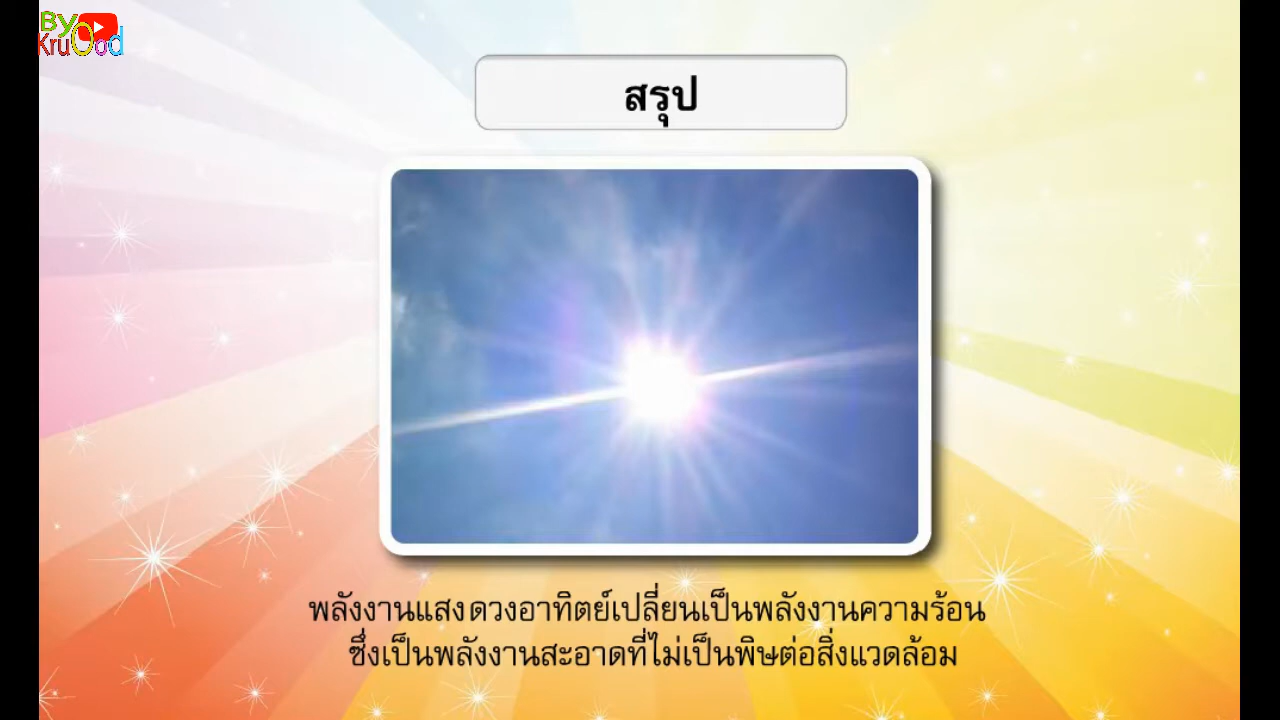 By
KruOod
สรุป
พลังงานแสงดวงอาทิตย์เปลี่ยนเป็นพลังงานความร้อน
ซึ่งเป็นพลังงานสะอาดที่ไม่เป็นพิษต่อสิ่งแวดล้อม